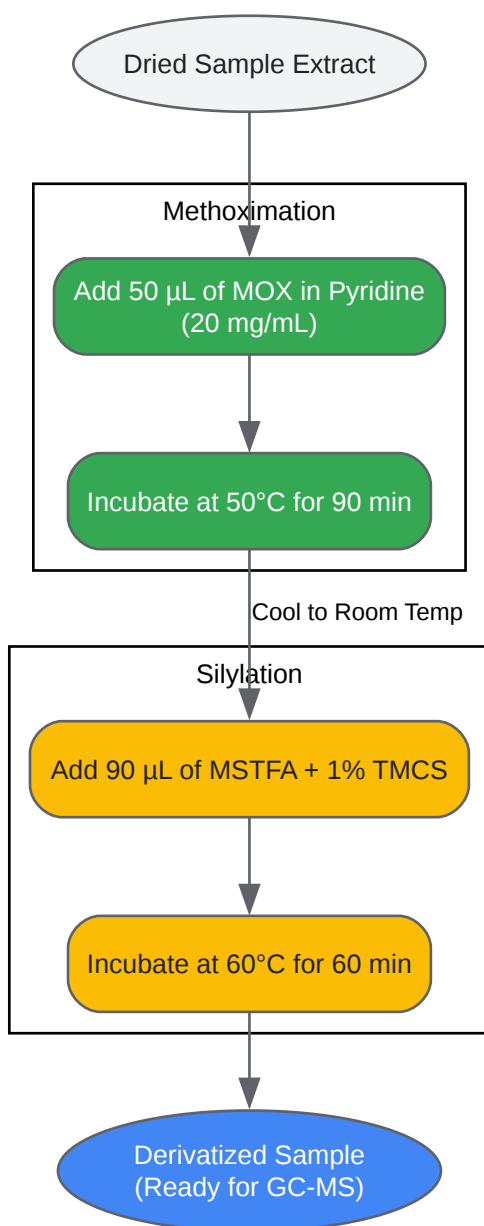 Dried Sample Extract
Methoximation
Add 50 µL of MOX in Pyridine
(20 mg/mL)
Incubate at 50°C for 90 min
Cool to Room Temp
Silylation
Add 90 µL of MSTFA + 1% TMCS
Incubate at 60°C for 60 min
Derivatized Sample
(Ready for GC-MS)